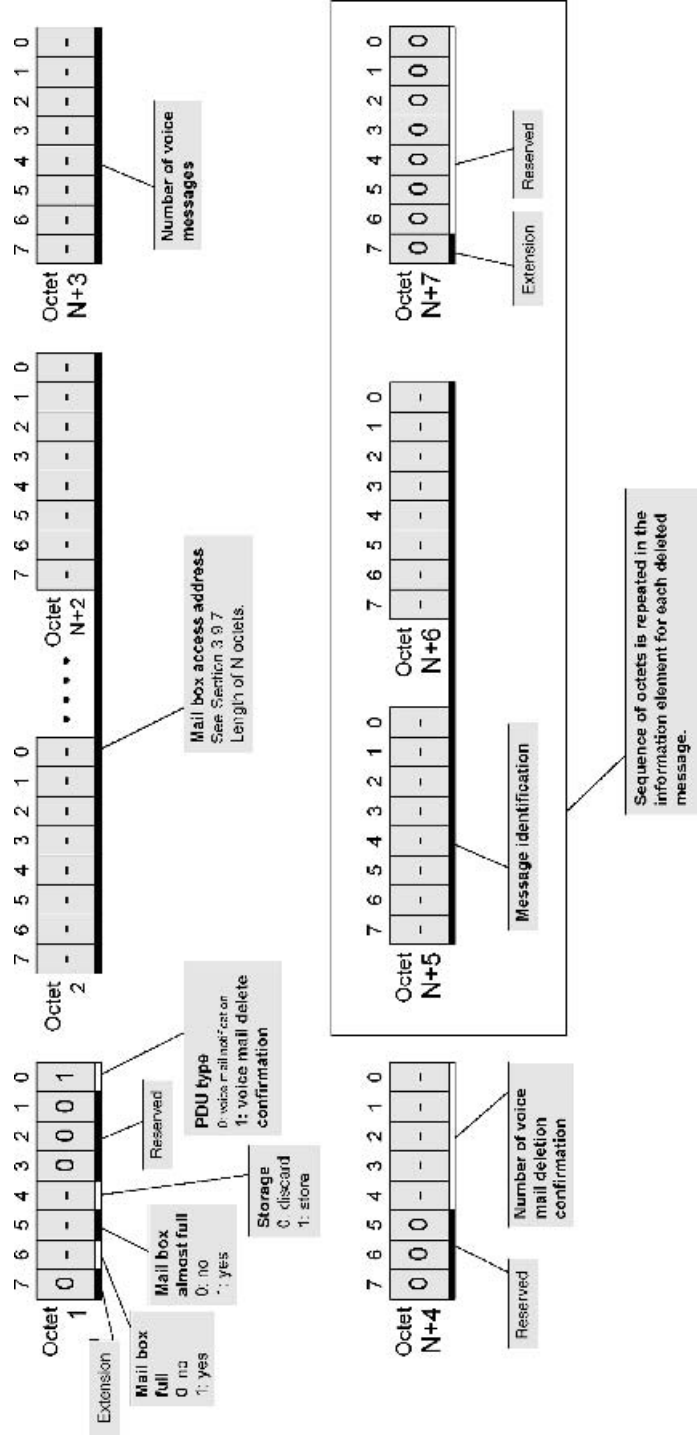 7 6 5 4 3 2 1 0
Octet 1
0 - - - 0 0 0 1
Extension
Mail box
full
0 no
1: yes
Mail box
almost full
0: no
1: yes
Storage
0: discard
1: store
Reserved
PDU type
0: voice mail notification
1: voice mail delete
confirmation
7 6 5 4 3 2 1 0
Octet 2
- - - - - - - -
....
7 6 5 4 3 2 1 0
Octet N+2
- - - - - - - -
Mail box access address
See Section 3 9 7
Length of N octets.
7 6 5 4 3 2 1 0
Octet N+3
- - - - - - - -
Number of voice
messages
7 6 5 4 3 2 1 0
Octet N+4
0 0 0 - - - - -
Reserved
Number of voice
mail deletion
confirmation
7 6 5 4 3 2 1 0
Octet N+5
- - - - - - - -
7 6 5 4 3 2 1 0
Octet N+6
- - - - - - - -
Message identification
7 6 5 4 3 2 1 0
Octet N+7
0 0 0 0 0 0 0 0
Extension
Reserved
Sequence of octets is repeated in the
information element for each deleted
message.